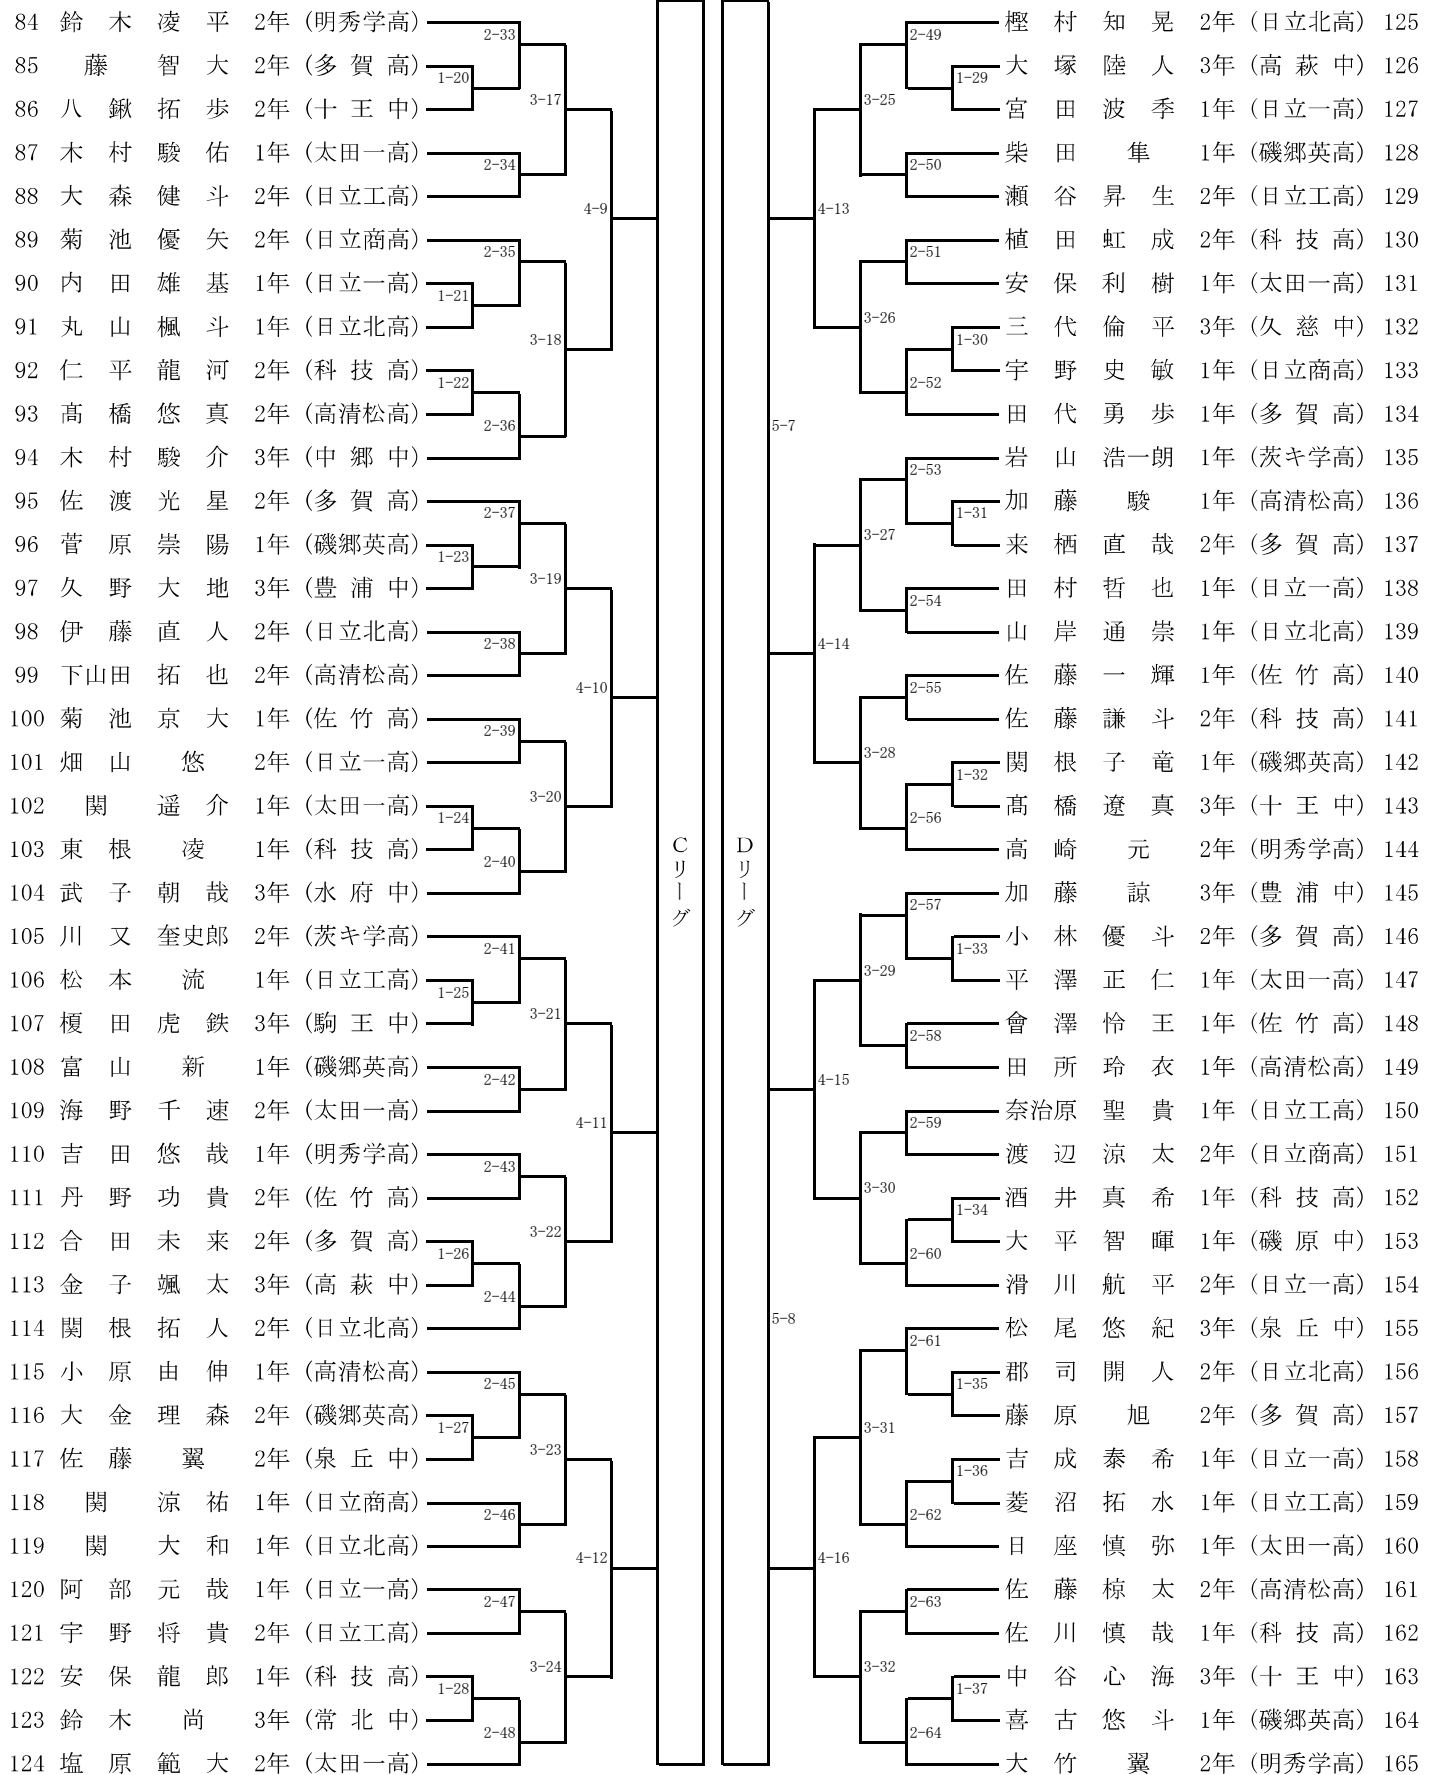 84 鈴木凌平 2年 (明秀学高)
85 藤智大 2年 (多賀高)
86 八鍬拓歩 2年 (十王中)
87 木村駿佑 1年 (太田一高)
88 大森健斗 2年 (日立工高)
89 菊池優矢 2年 (日立商高)
90 内田雄基 1年 (日立一高)
91 丸山楓斗 1年 (日立北高)
92 仁平龍河 2年 (科技高)
93 髙橋悠真 2年 (高清松高)
94 木村駿介 3年 (中郷中)
95 佐渡光星 2年 (多賀高)
96 菅原崇陽 1年 (磯郷英高)
97 久野大地 3年 (豊浦中)
98 伊藤直人 2年 (日立北高)
99 下山田拓也 2年 (高清松高)
100 菊池京大 1年 (佐竹高)
101 畑山悠 2年 (日立一高)
102 関遥介 1年 (太田一高)
103 東根凌 1年 (科技高)
104 武子朝哉 3年 (水府中)
105 川又奎史郎 2年 (茨キ学高)
106 松本流 1年 (日立工高)
107 榎田虎鉄 3年 (駒王中)
108 富山新 1年 (磯郷英高)
109 海野千速 2年 (太田一高)
110 吉田悠哉 1年 (明秀学高)
111 丹野功貴 2年 (佐竹高)
112 合田未来 2年 (多賀高)
113 金子颯太 3年 (高萩中)
114 関根拓人 2年 (日立北高)
115 小原由伸 1年 (高清松高)
116 大金理森 2年 (磯郷英高)
117 佐藤翼 2年 (泉丘中)
118 関涼祐 1年 (日立商高)
119 関大和 1年 (日立北高)
120 阿部元哉 1年 (日立一高)
121 宇野将貴 2年 (日立工高)
122 安保龍郎 1年 (科技高)
123 鈴木尚 3年 (常北中)
124 塩原範大 2年 (太田一高)
1-20
1-21
1-22
1-23
1-24
1-25
1-26
1-27
1-28
2-33
2-34
2-35
2-36
2-37
2-38
2-39
2-40
2-41
2-42
2-43
2-44
2-45
2-46
2-47
2-48
3-17
3-18
3-19
3-20
3-21
3-22
3-23
3-24
4-9
4-10
4-11
4-12
Cリーグ
Dリーグ
5-7
5-8
4-13
4-14
4-15
4-16
3-25
3-26
3-27
3-28
3-29
3-30
3-31
3-32
2-49
2-50
2-51
2-52
2-53
2-54
2-55
2-56
2-57
2-58
2-59
2-60
2-61
2-62
2-63
2-64
1-29
1-30
1-31
1-32
1-33
1-34
1-35
1-36
1-37
樫村知晃 2年 (日立北高) 125
大塚陸人 3年 (高萩中) 126
宮田波季 1年 (日立一高) 127
柴田隼 1年 (磯郷英高) 128
瀬谷昇生 2年 (日立工高) 129
植田虹成 2年 (科技高) 130
安保利樹 1年 (太田一高) 131
三代倫平 3年 (久慈中) 132
宇野史敏 1年 (日立商高) 133
田代勇歩 1年 (多賀高) 134
岩山浩一朗 1年 (茨キ学高) 135
加藤駿 1年 (高清松高) 136
来栖直哉 2年 (多賀高) 137
田村哲也 1年 (日立一高) 138
山岸通崇 1年 (日立北高) 139
佐藤一輝 1年 (佐竹高) 140
佐藤謙斗 2年 (科技高) 141
関根子竜 1年 (磯郷英高) 142
髙橋遼真 3年 (十王中) 143
高崎元 2年 (明秀学高) 144
加藤諒 3年 (豊浦中) 145
小林優斗 2年 (多賀高) 146
平澤正仁 1年 (太田一高) 147
會澤怜王 1年 (佐竹高) 148
田所玲衣 1年 (高清松高) 149
奈治原聖貴 1年 (日立工高) 150
渡辺涼太 2年 (日立商高) 151
酒井真希 1年 (科技高) 152
大平智暉 1年 (磯原中) 153
滑川航平 2年 (日立一高) 154
松尾悠紀 3年 (泉丘中) 155
郡司開人 2年 (日立北高) 156
藤原旭 2年 (多賀高) 157
吉成泰希 1年 (日立一高) 158
菱沼拓水 1年 (日立工高) 159
日座慎弥 1年 (太田一高) 160
佐藤椋太 2年 (高清松高) 161
佐川慎哉 1年 (科技高) 162
中谷心海 3年 (十王中) 163
喜古悠斗 1年 (磯郷英高) 164
大竹翼 2年 (明秀学高) 165